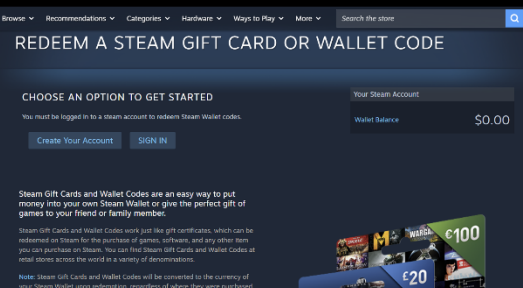 Browse Recommendations Categories Hardware Ways to Play More Search the store
REDEEM A STEAM GIFT CARD OR WALLET CODE
CHOOSE AN OPTION TO GET STARTED
You must be logged in to a steam account to redeem Steam Wallet codes.
Create Your Account SIGN IN
Your Steam Account
Wallet Balance $0.00
Steam Gift Cards and Wallet Codes are an easy way to put
money into your own Steam Wallet or give the perfect gift of
games to your friend or family member.
Steam Gift Cards and Wallet Codes work just like gift certificates, which can be
redeemed on Steam for the purchase of games, software, and any other item
you can purchase on Steam. You can find Steam Gift Cards and Wallet Codes at
retail stores across the world in a variety of denominations.
Note: Steam Gift Cards and Wallet Codes will be converted to the currency of
your Steam Wallet upon redemption, regardless of where they were purchased.
€100
€20